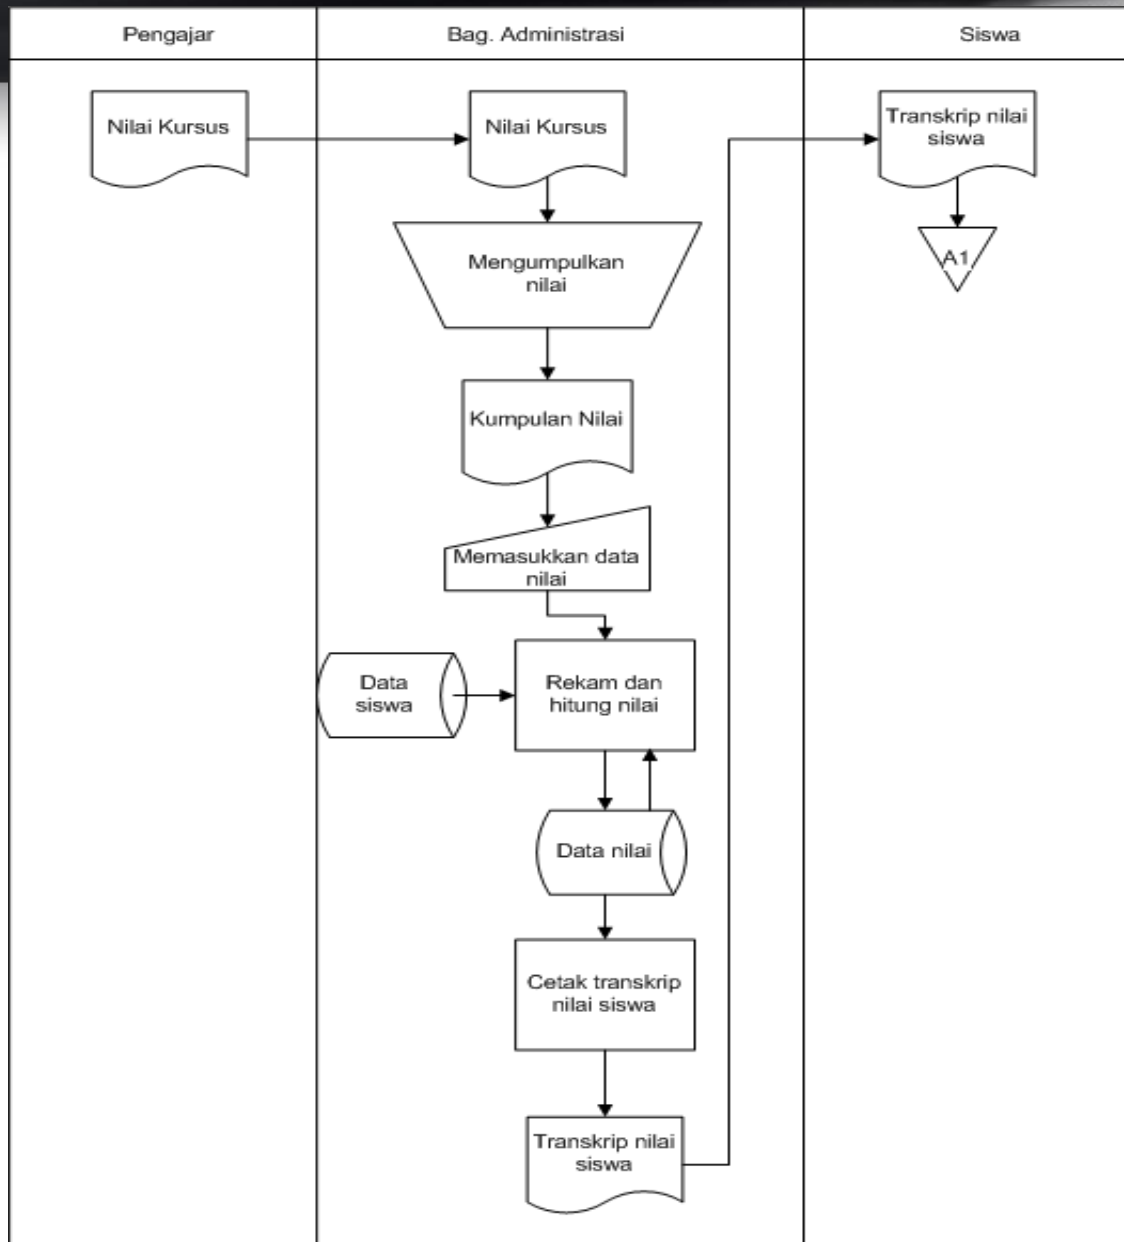 Pengajar
Bag. Administrasi
Siswa
Nilai Kursus
Nilai Kursus
Transkrip nilai
siswa
A1
Mengumpulkan
nilai
Kumpulan Nilai
Memasukkan data
nilai
Data
siswa
Rekam dan
hitung nilai
Data nilai
Cetak transkrip
nilai siswa
Transkrip nilai
siswa